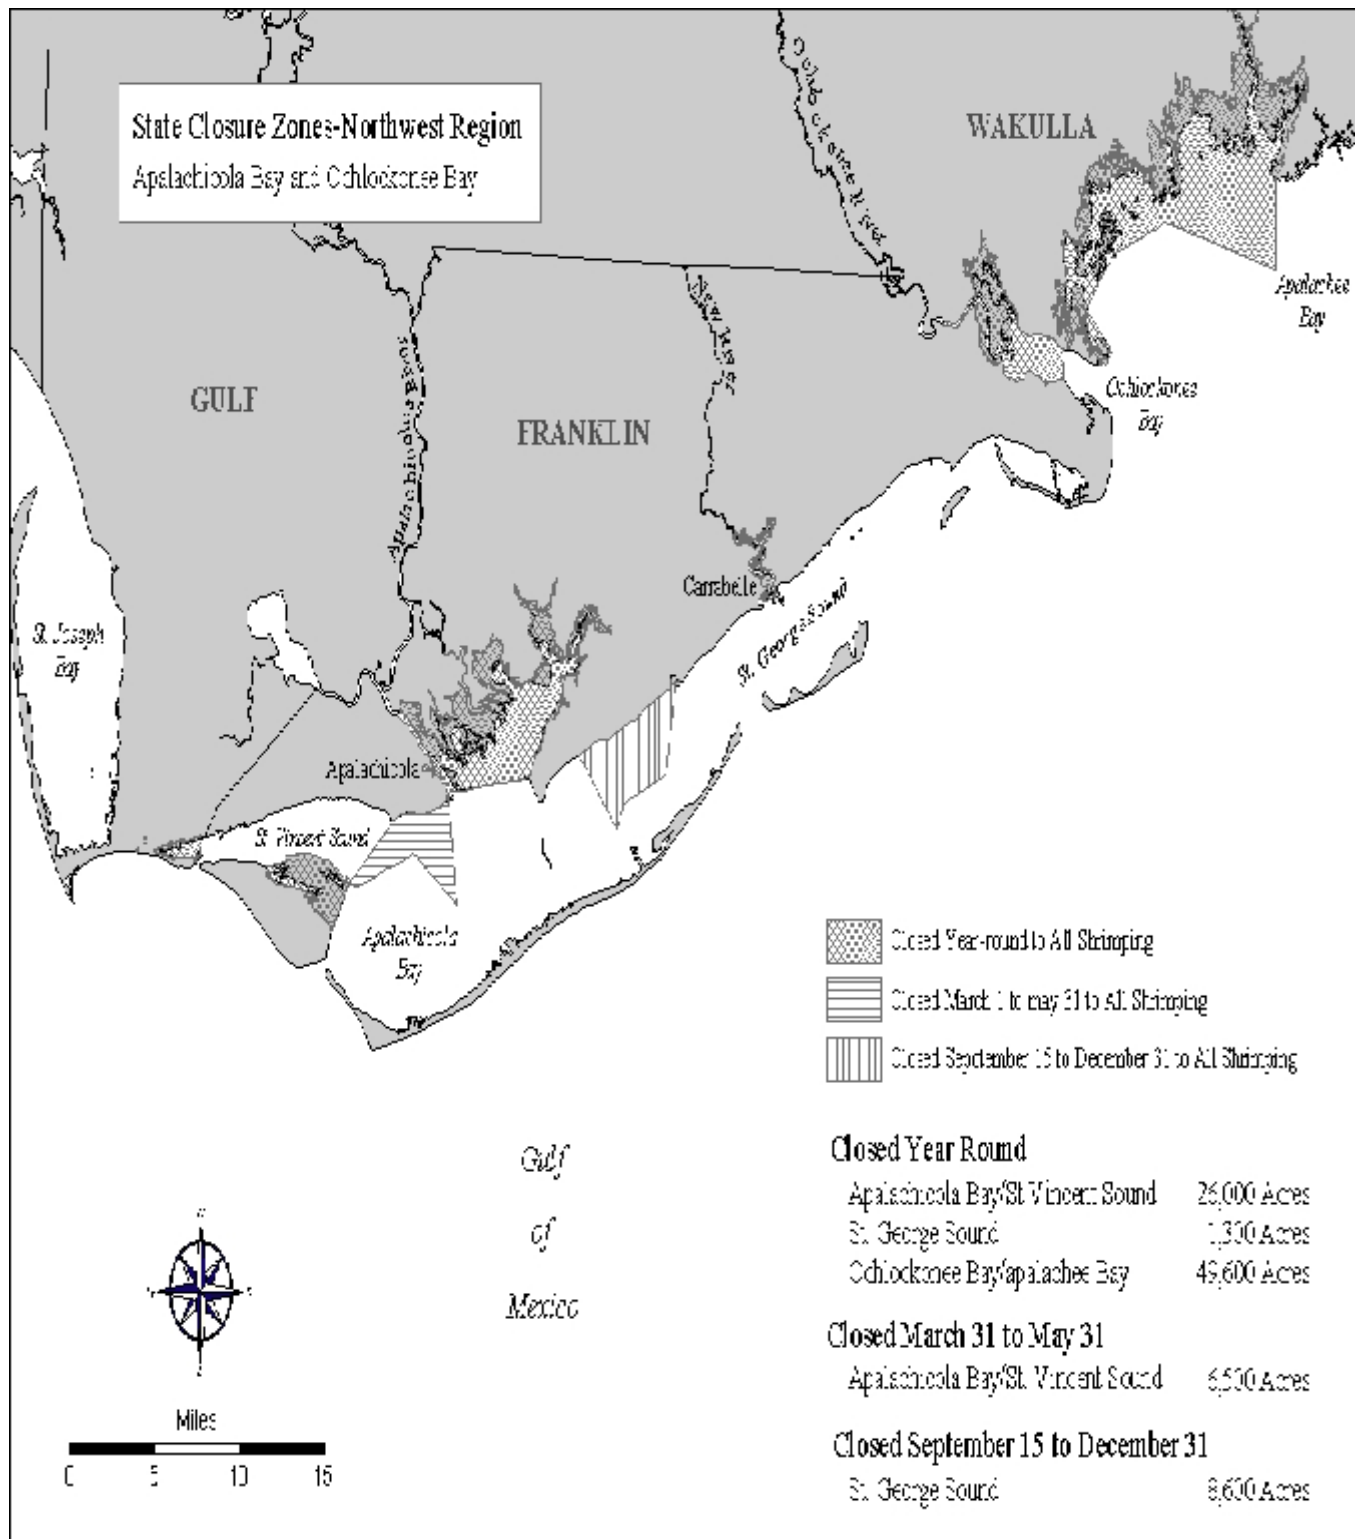 State Closure Zones-Northwest Region
Apalachicola Bay and Ochlockonee Bay
WAKULLA
Ochlockonee River
New River
Apalachicola River
GULF
FRANKLIN
Apalachee
Bay
Ochlockonee
Bay
Carrabelle
St. George Sound
St. Joseph
Bay
Apalachicola
St. Vincent Sound
Apalachicola
Bay
Closed Year-round to All Shrimping
Closed March 1 to may 31 to All Shrimping
Closed Sepctember 15 to December 31 to All Shrimping
Gulf
of
Mexico
Closed Year Round
Apalachicola Bay/St Vincent Sound 26,000 Acres
St. George Sound 1,300 Acres
Ochlockonee Bay/apalachee Bay 49,600 Acres
Closed March 31 to May 31
Apalachicola Bay/St. Vincent Sound 6,500 Acres
Closed September 15 to December 31
St. George Sound 8,600 Acres
Miles
0 5 10 15